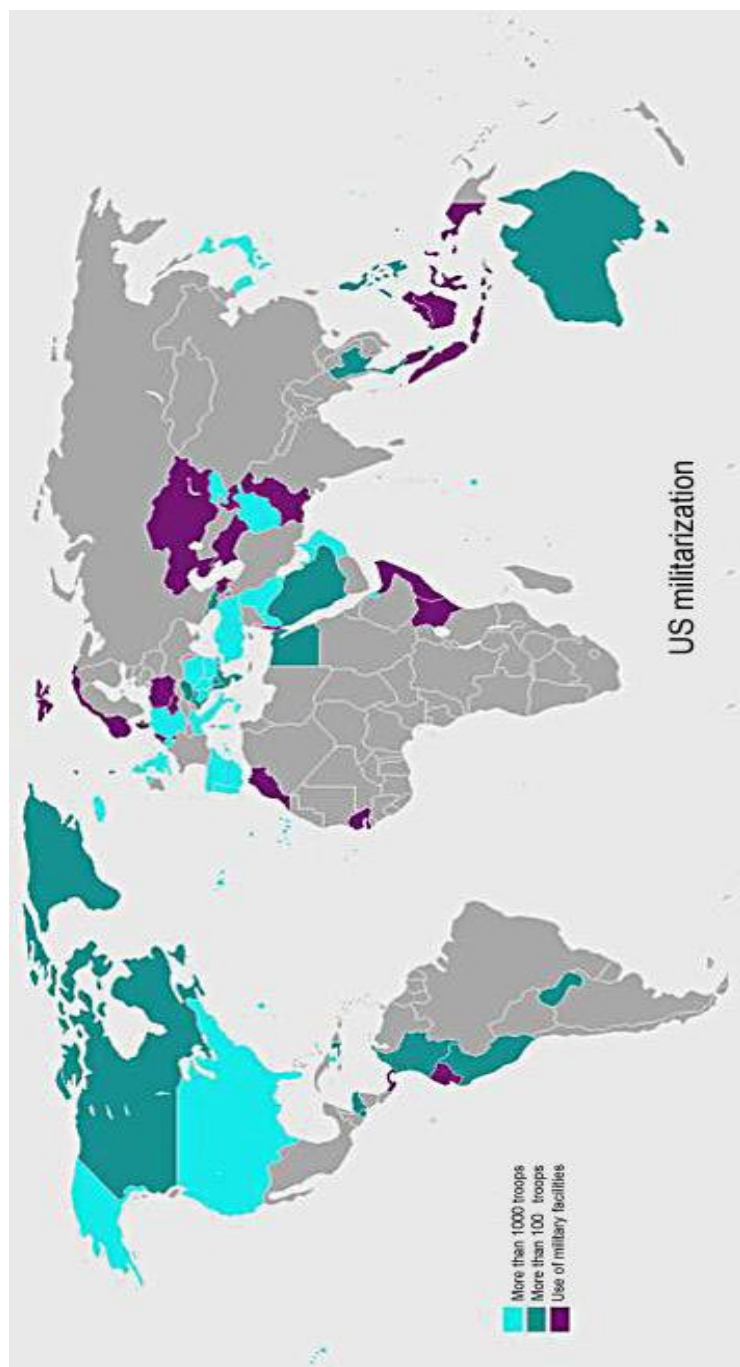 US militarization
More than 1000 troops
More than 100 troops
Use of military facilities